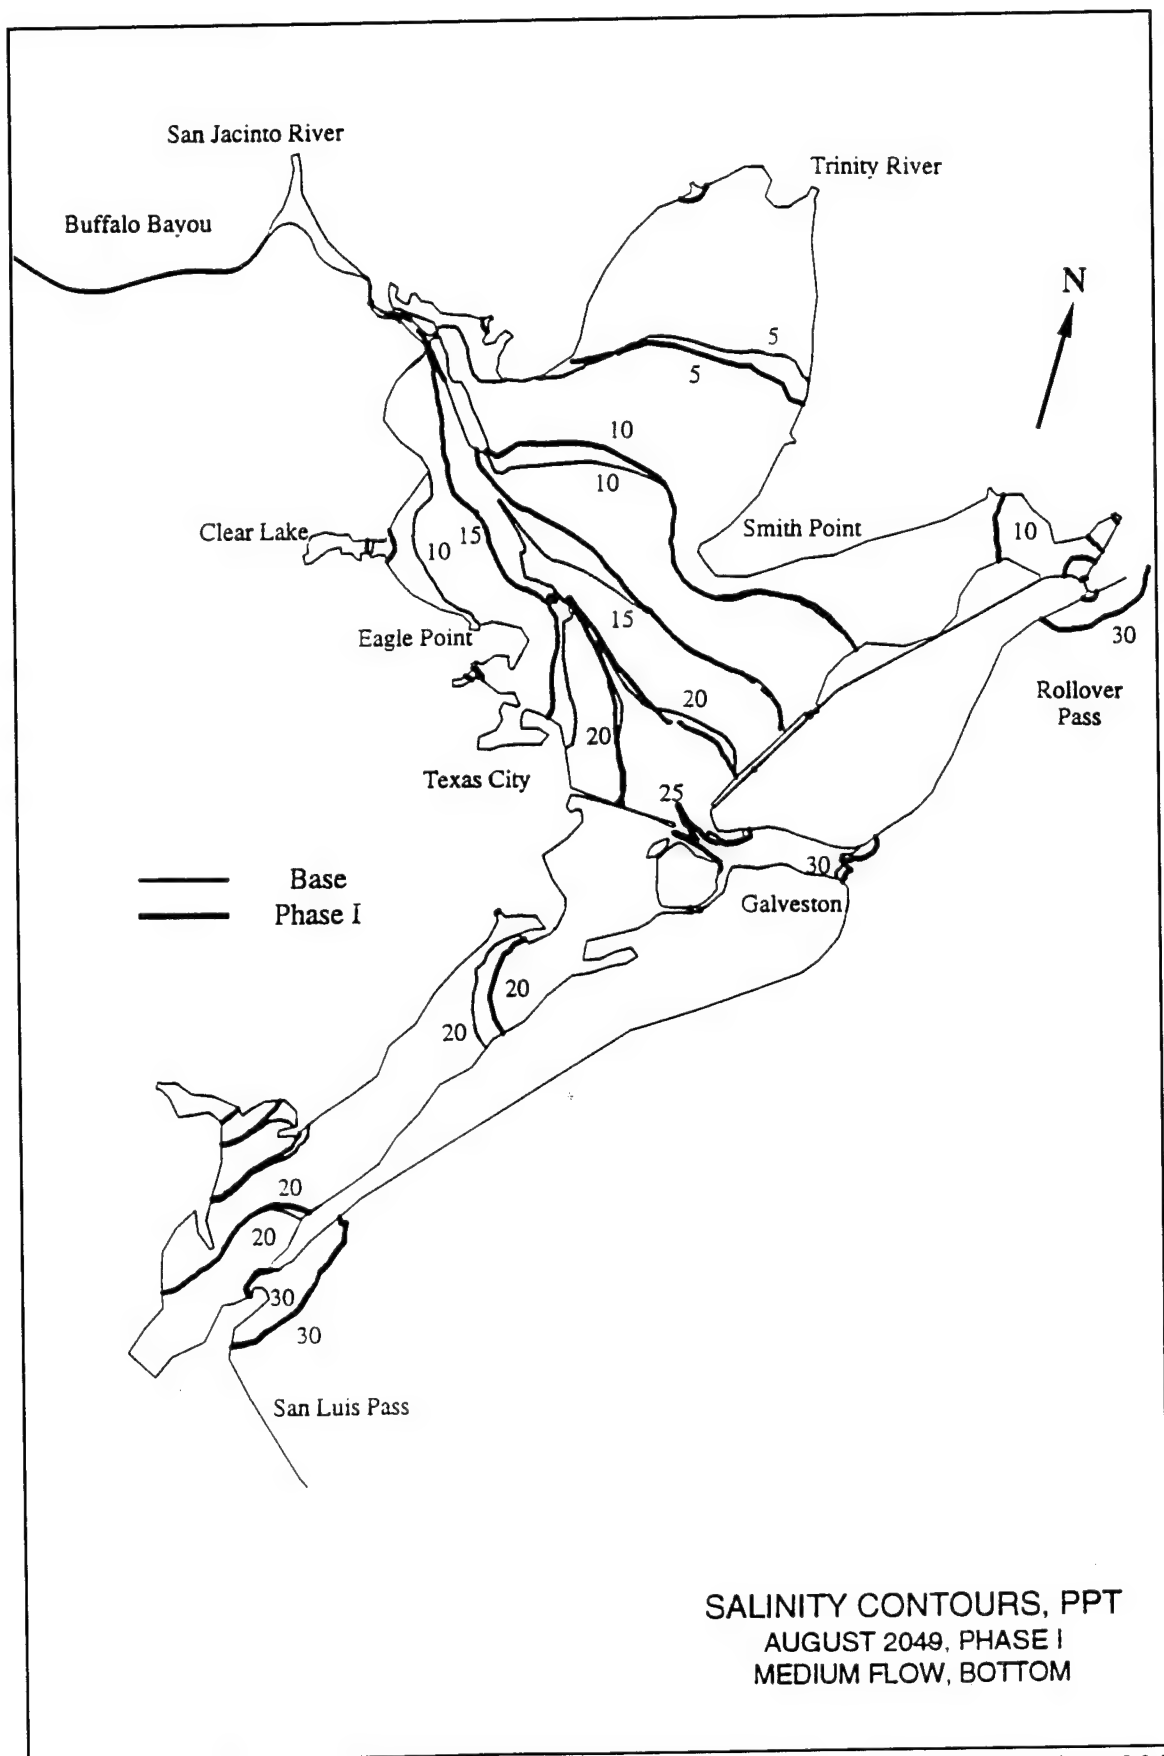 San Jacinto River
Trinity River
Buffalo Bayou
N
5
5
10
10
Clear Lake
15
10
Smith Point
10
15
Eagle Point
30
20
Rollover
Pass
20
Texas City
25
30
Base
Galveston
Phase I
20
20
20
20
30
30
San Luis Pass
SALINITY CONTOURS, PPT
AUGUST 2049, PHASE I
MEDIUM FLOW, BOTTOM